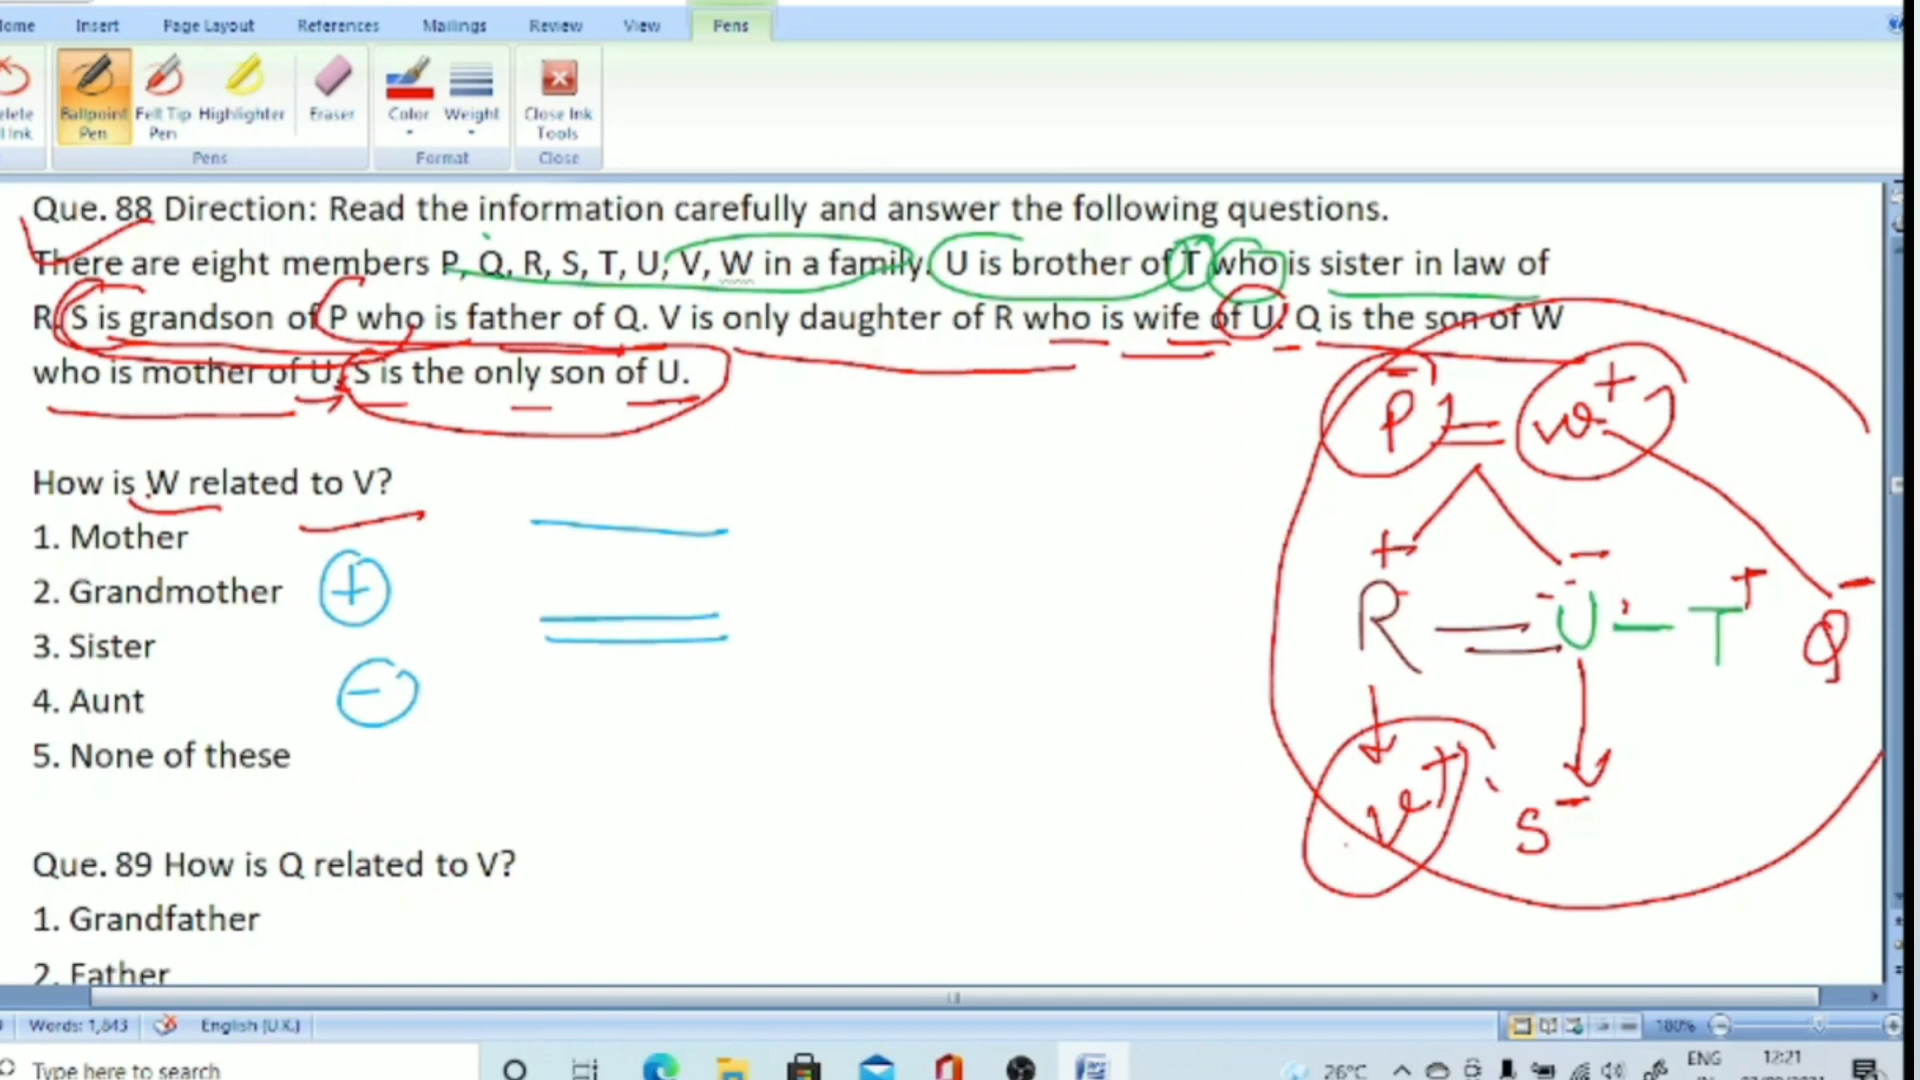 Home Insert Page Layout References Mailings Review View Pens
Delete All Ink Ballpoint Pen Felt Tip Pen Highlighter Eraser Color Weight Close Ink Tools
Pens Format Close
Que. 88 Direction: Read the information carefully and answer the following questions.
There are eight members P, Q, R, S, T, U, V, W in a family. U is brother of T who is sister in law of
R. S is grandson of P who is father of Q. V is only daughter of R who is wife of U. Q is the son of W
who is mother of U. S is the only son of U.
P = W +
How is W related to V?
1. Mother
2. Grandmother +
3. Sister
4. Aunt -
5. None of these
+ - + -
R = U - T Q
V +
S -
Que. 89 How is Q related to V?
1. Grandfather
2. Father
Words: 1,843 English (U.K.) 180%
Type here to search 26°C ENG 12:21